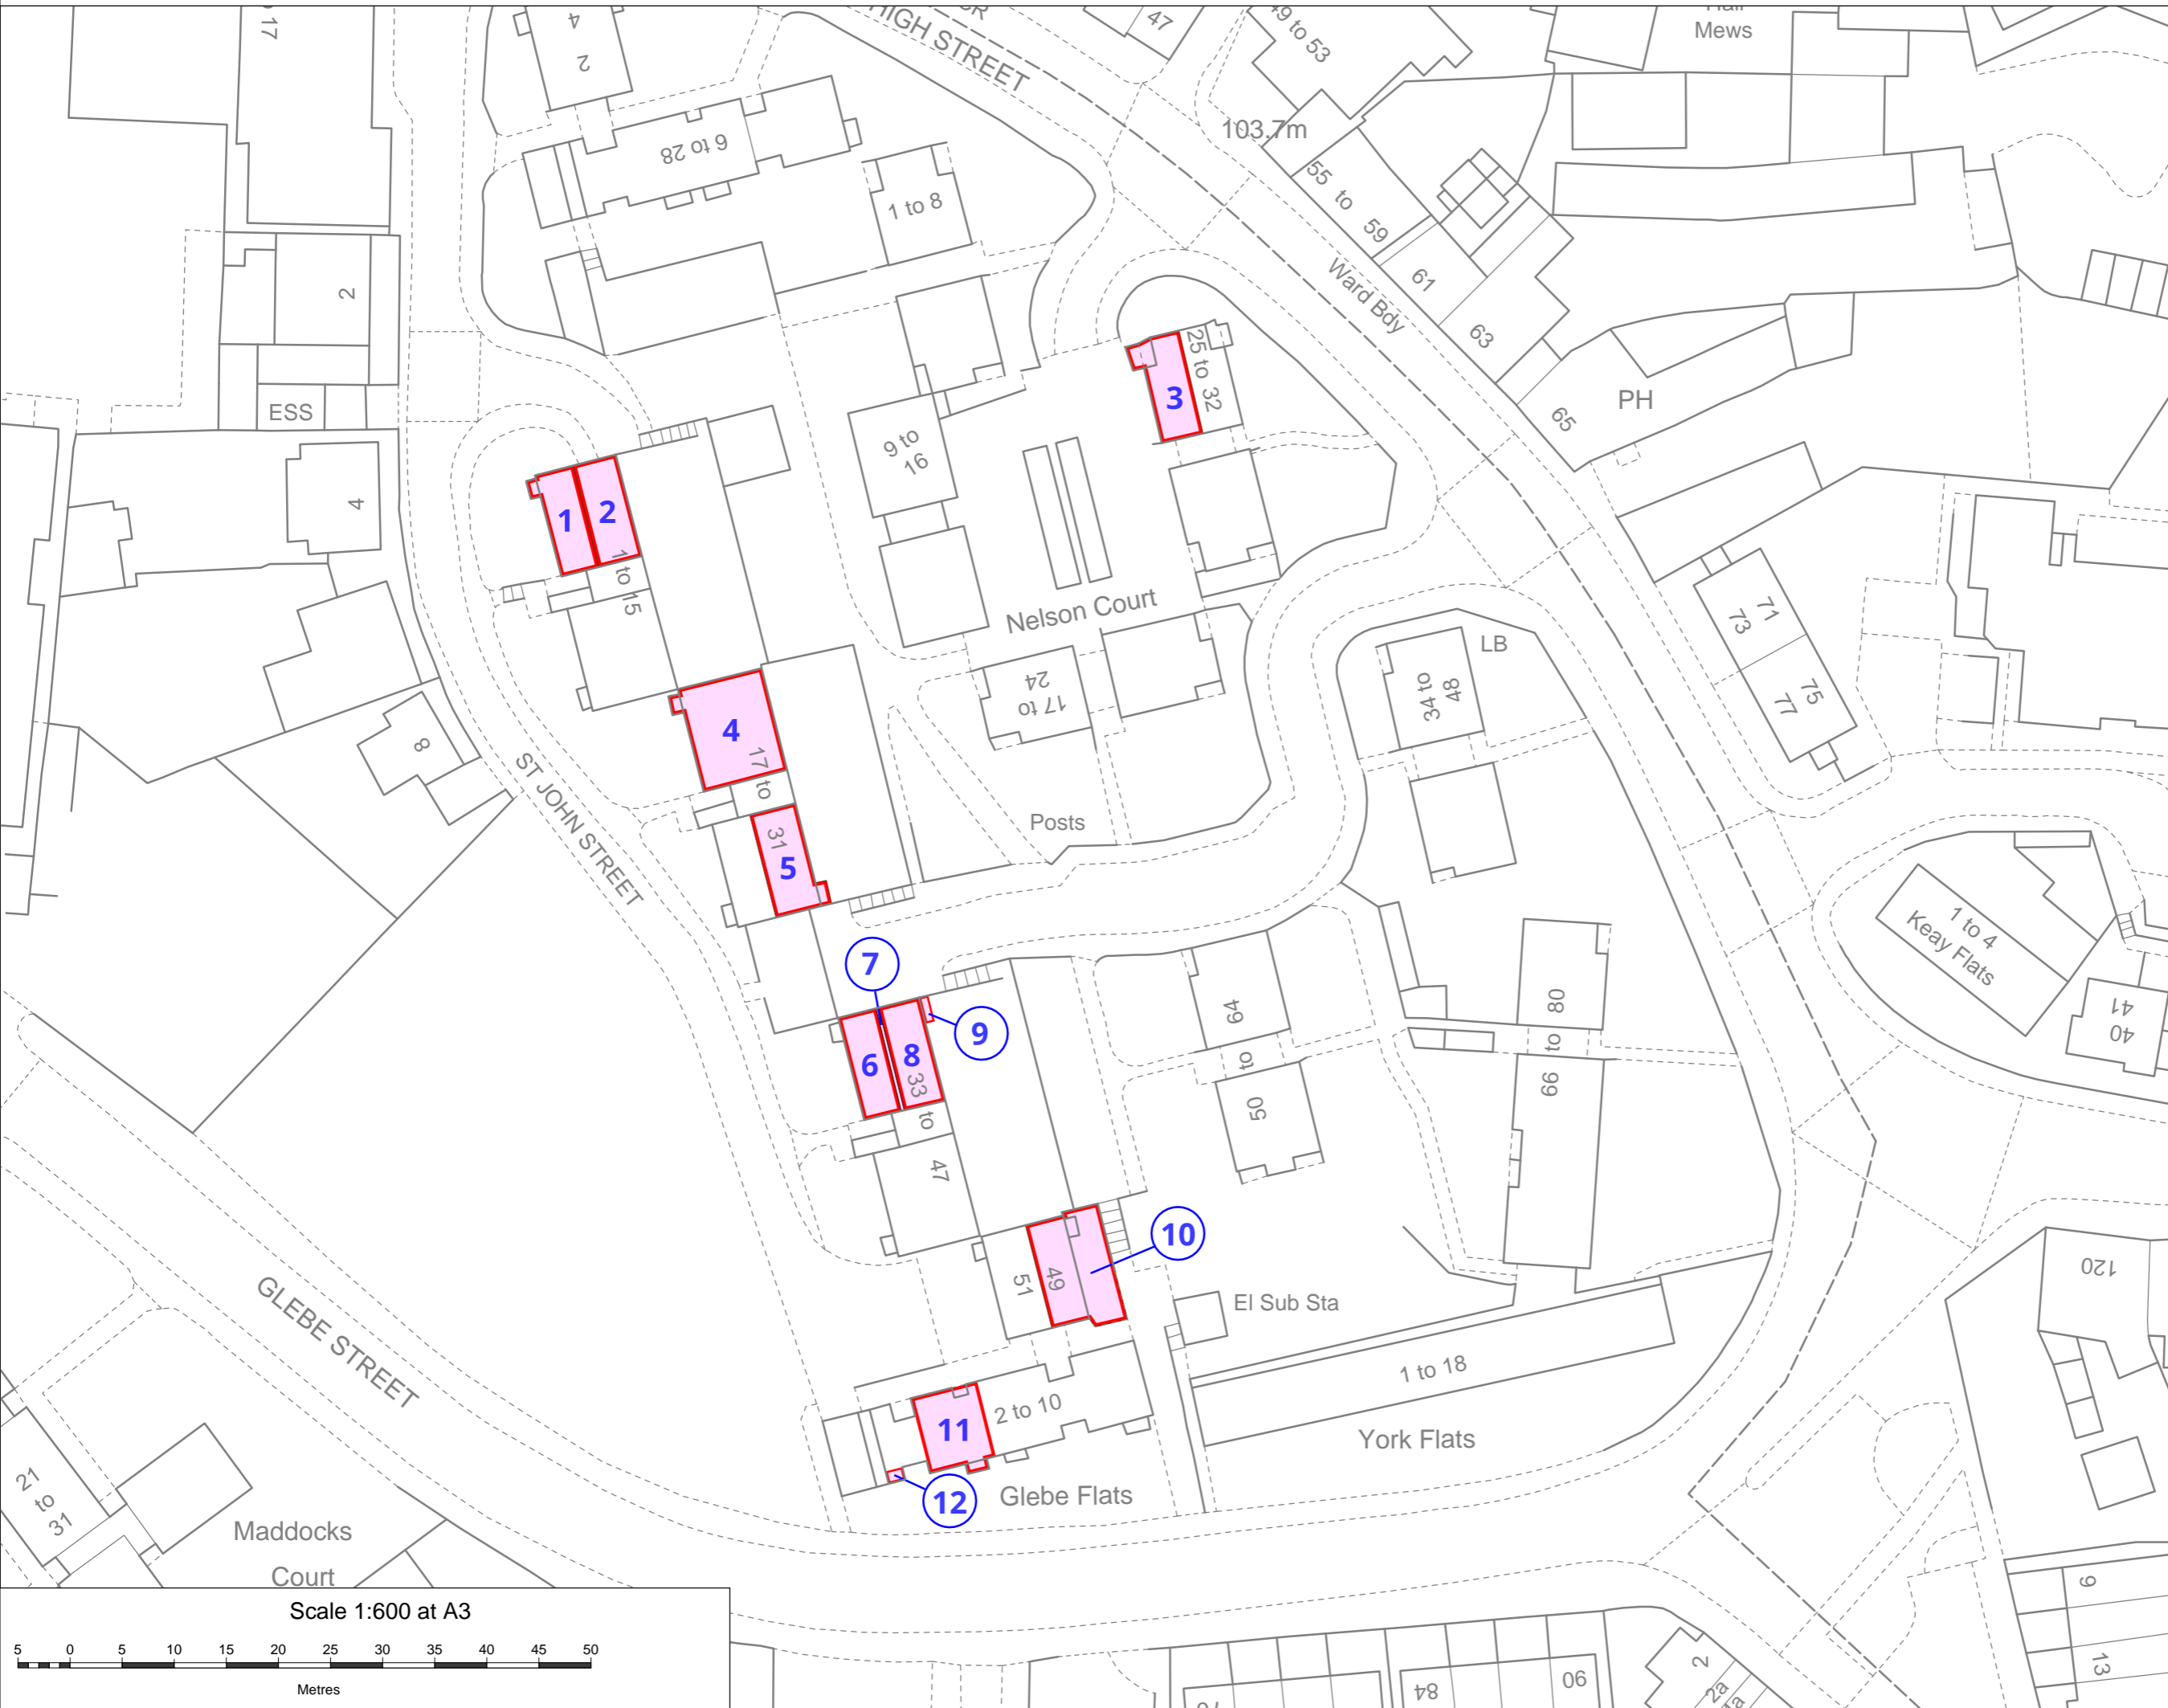 17
4
2
HIGH STREET
47
49 to 53
Hall
Mews
6 to 28
103.7m
1 to 8
55 to 59
2
61
Ward Bdy
63
25 to 32
3
ESS
PH
65
9 to
16
4
1
2
1 to 15
Nelson Court
71
73
LB
34 to
48
17 to
24
75
77
8
4
17 to 31
ST JOHN STREET
Posts
5
1 to 4
Keay Flats
7
9
6
8
33 to 47
64 to 50
66 to 80
40
41
10
49
51
El Sub Sta
120
GLEBE STREET
1 to 18
2 to 10
11
York Flats
12
Glebe Flats
21
to
31
Maddocks
Court
Scale 1:600 at A3
5 0 5 10 15 20 25 30 35 40 45 50
Metres
84
90
2
2a
9
13